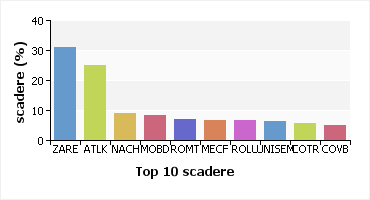 40
30
20
10
0
scadere (%)
ZARE ATLK NACH MOBD ROMT MECF ROLU UNISEM COTR COVB
Top 10 scadere